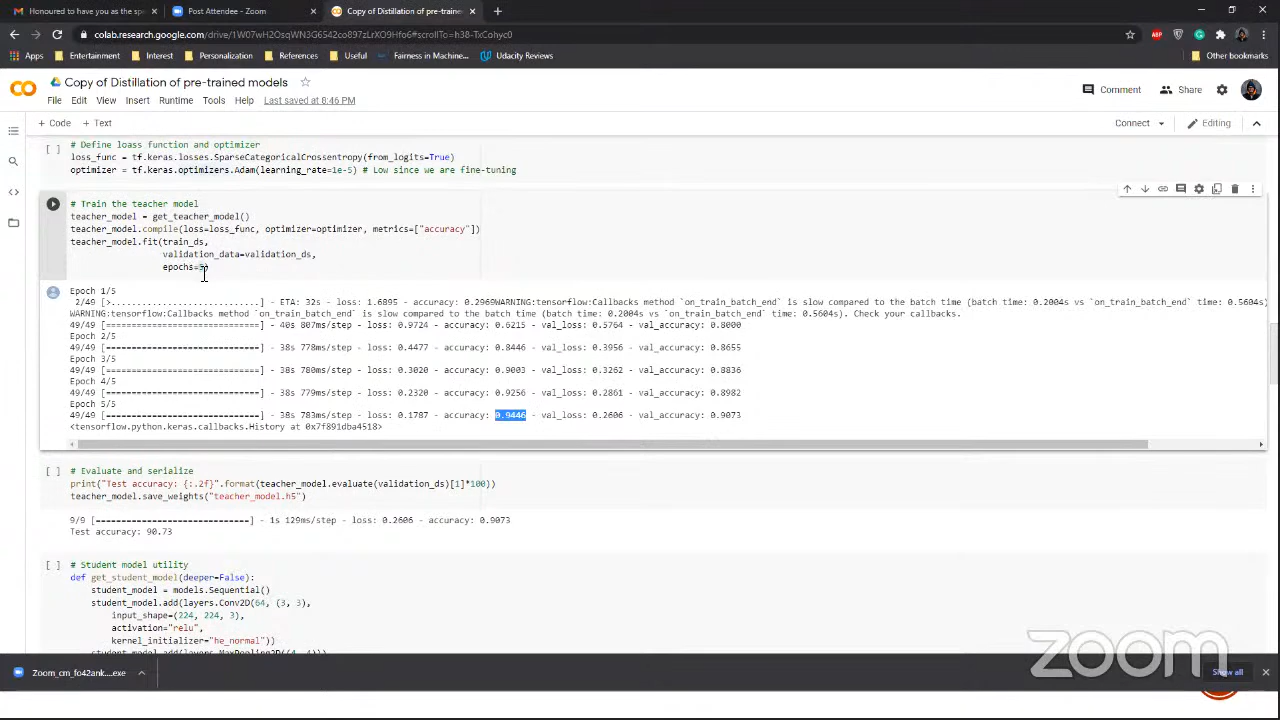 Honoured to have you as the sp
Post Attendee - Zoom
Copy of Distillation of pre-traine
colab.research.google.com/drive/1W07wH2OsqWN3G6542co897zLrXO9Hfo6#scrollTo=h38-TxCohyc0
Apps Entertainment Interest Personalization References Useful Fairness in Machine... Udacity Reviews Other bookmarks
Copy of Distillation of pre-trained models
Comment Share
File Edit View Insert Runtime Tools Help Last saved at 8:46 PM
+ Code + Text Connect Editing
[ ] # Define loass function and optimizer
loss_func = tf.keras.losses.SparseCategoricalCrossentropy(from_logits=True)
optimizer = tf.keras.optimizers.Adam(learning_rate=1e-5) # Low since we are fine-tuning
# Train the teacher model
teacher_model = get_teacher_model()
teacher_model.compile(loss=loss_func, optimizer=optimizer, metrics=["accuracy"])
teacher_model.fit(train_ds,
validation_data=validation_ds,
epochs=5)
Epoch 1/5
2/49 [>.............................] - ETA: 32s - loss: 1.6895 - accuracy: 0.2969WARNING:tensorflow:Callbacks method `on_train_batch_end` is slow compared to the batch time (batch time: 0.2004s vs `on_train_batch_end` time: 0.5604s)
WARNING:tensorflow:Callbacks method `on_train_batch_end` is slow compared to the batch time (batch time: 0.2004s vs `on_train_batch_end` time: 0.5604s). Check your callbacks.
49/49 [==============================] - 40s 807ms/step - loss: 0.9724 - accuracy: 0.6215 - val_loss: 0.5764 - val_accuracy: 0.8000
Epoch 2/5
49/49 [==============================] - 38s 778ms/step - loss: 0.4477 - accuracy: 0.8446 - val_loss: 0.3956 - val_accuracy: 0.8655
Epoch 3/5
49/49 [==============================] - 38s 780ms/step - loss: 0.3020 - accuracy: 0.9003 - val_loss: 0.3262 - val_accuracy: 0.8836
Epoch 4/5
49/49 [==============================] - 38s 779ms/step - loss: 0.2320 - accuracy: 0.9256 - val_loss: 0.2861 - val_accuracy: 0.8982
Epoch 5/5
49/49 [==============================] - 38s 783ms/step - loss: 0.1787 - accuracy: 0.9446 - val_loss: 0.2606 - val_accuracy: 0.9073
<tensorflow.python.keras.callbacks.History at 0x7f891dba4518>
[ ] # Evaluate and serialize
print("Test accuracy: {:.2f}".format(teacher_model.evaluate(validation_ds)[1]*100))
teacher_model.save_weights("teacher_model.h5")
9/9 [==============================] - 1s 129ms/step - loss: 0.2606 - accuracy: 0.9073
Test accuracy: 90.73
[ ] # Student model utility
def get_student_model(deeper=False):
student_model = models.Sequential()
student_model.add(layers.Conv2D(64, (3, 3),
input_shape=(224, 224, 3),
activation="relu",
kernel_initializer="he_normal"))
student_model.add(layers.MaxPooling2D((4, 4)))
zoom
Zoom_cm_fo42ank....exe
Show all